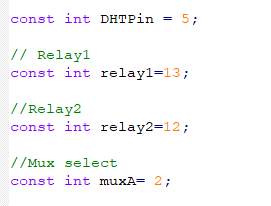 const int DHTPin = 5;
// Relay1
const int relay1=13;
//Relay2
const int relay2=12;
//Mux select
const int muxA= 2;